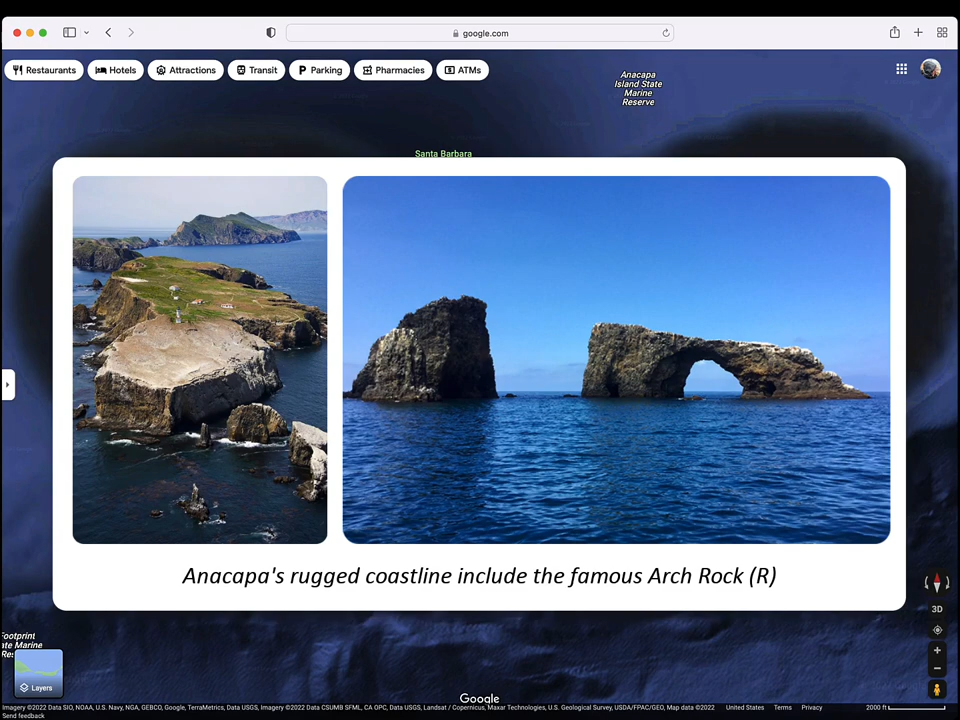 google.com
Restaurants
Hotels
Attractions
Transit
Parking
Pharmacies
ATMs
Anacapa
Island State
Marine
Reserve
Santa Barbara
Anacapa's rugged coastline include the famous Arch Rock (R)
3D
Footprint
ate Marine
Res
Layers
Google
Imagery ©2022 Data SIO, NOAA, U.S. Navy, NGA, GEBCO, Google, TerraMetrics, Data USGS, Imagery ©2022 Data CSUMB SFML, CA OPC, Data USGS, Landsat / Copernicus, Maxar Technologies, U.S. Geological Survey, USDA/FPAC/GEO, Map data ©2022 United States Terms Privacy 2000 ft
Send feedback